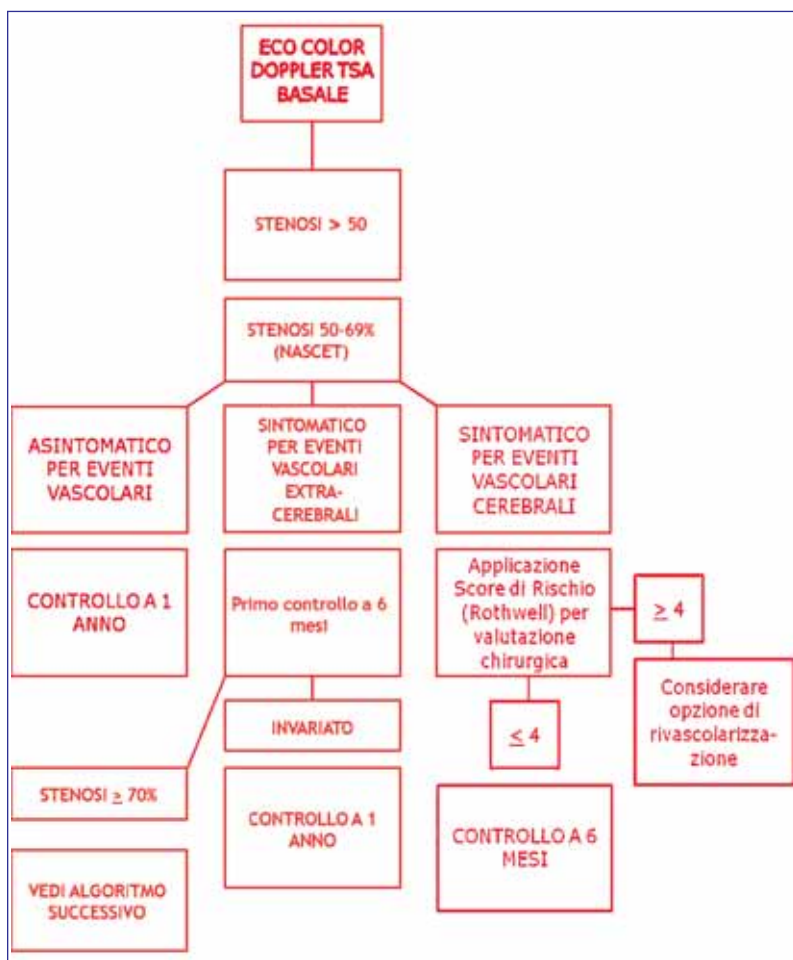 ECO COLOR
DOPPLER TSA
BASALE
STENOSI > 50
STENOSI 50-69%
(NASCET)
ASINTOMATICO
PER EVENTI
VASCOLARI
SINTOMATICO
PER EVENTI
VASCOLARI
EXTRA-
CEREBRALI
SINTOMATICO
PER EVENTI
VASCOLARI
CEREBRALI
CONTROLLO A 1
ANNO
Primo controllo a 6
mesi
Applicazione
Score di Rischio
(Rothwell) per
valutazione
chirurgica
≥ 4
Considerare
opzione di
rivascolarizza-
zione
INVARIATO
≤ 4
STENOSI ≥ 70%
CONTROLLO A 1
ANNO
CONTROLLO A 6
MESI
VEDI ALGORITMO
SUCCESSIVO